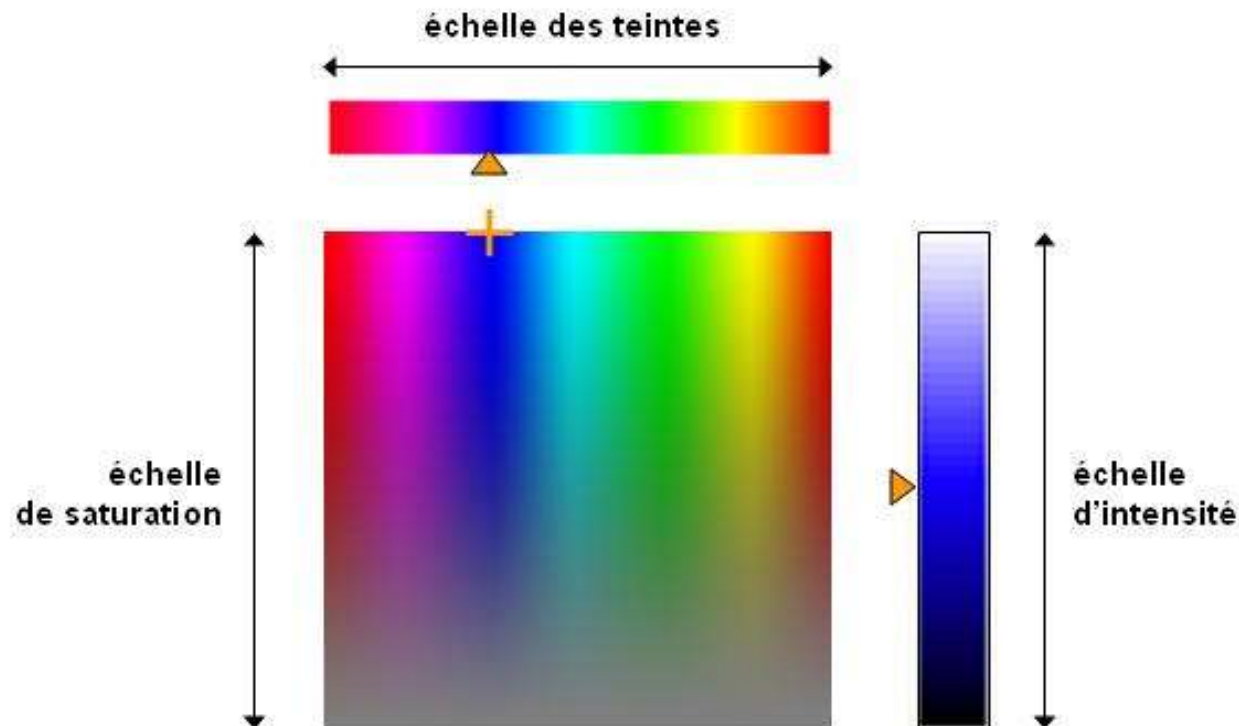 échelle des teintes
échelle
de saturation
échelle
d'intensité